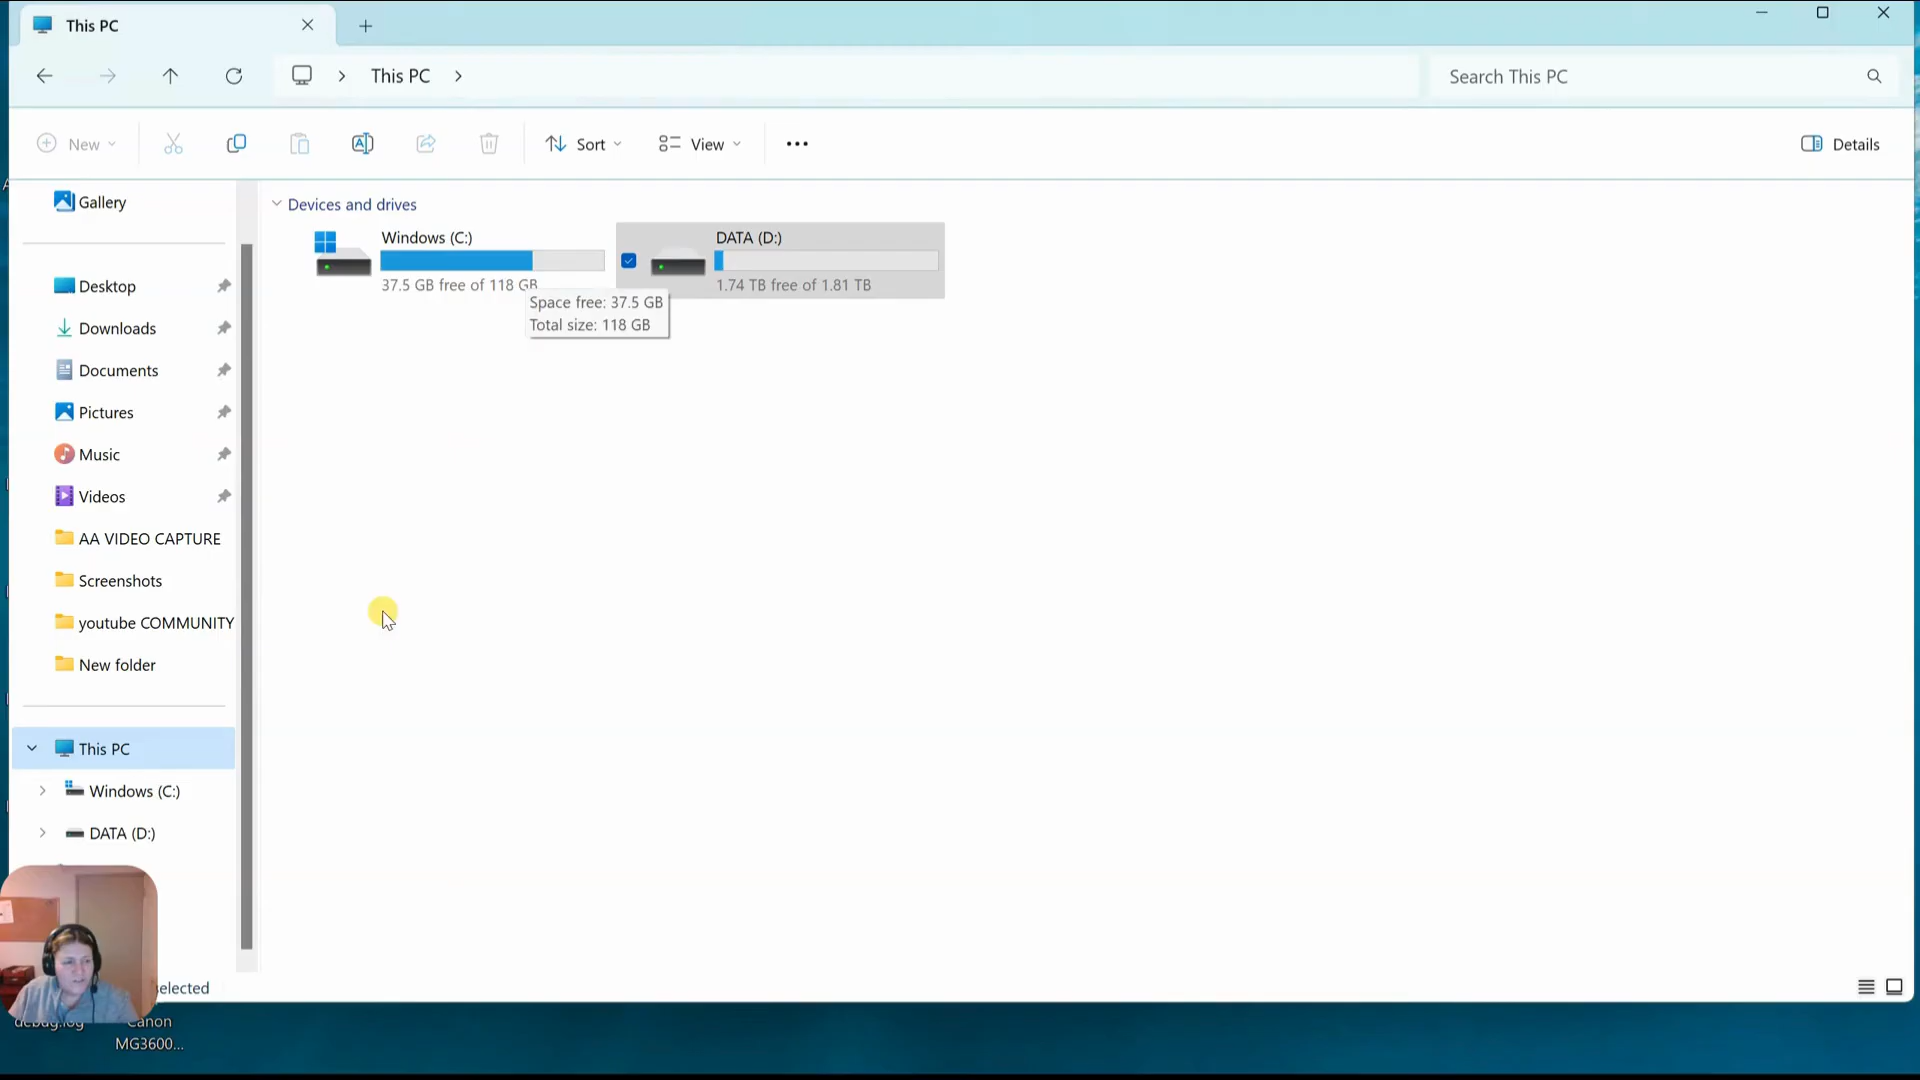 This PC
This PC
Search This PC
New
Sort
View
Details
Gallery
Devices and drives
Windows (C:)
37.5 GB free of 118 GB
DATA (D:)
1.74 TB free of 1.81 TB
Space free: 37.5 GB
Total size: 118 GB
Desktop
Downloads
Documents
Pictures
Music
Videos
AA VIDEO CAPTURE
Screenshots
youtube COMMUNITY
New folder
This PC
Windows (C:)
DATA (D:)
selected
debug.log
Canon
MG3600...